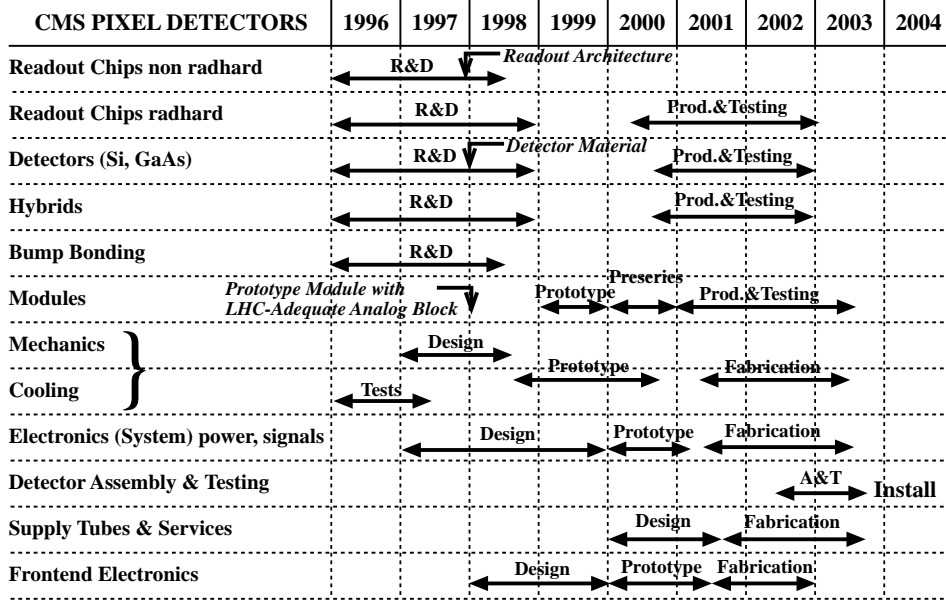 CMS PIXEL DETECTORS 1996 1997 1998 1999 2000 2001 2002 2003 2004
Readout Chips non radhard R&D Readout Architecture
Readout Chips radhard R&D Prod.&Testing
Detectors (Si, GaAs) R&D Detector Material Prod.&Testing
Hybrids R&D Prod.&Testing
Bump Bonding R&D
Modules Prototype Module with LHC-Adequate Analog Block Prototype Preseries Prod.&Testing
Mechanics Design
Prototype Fabrication
Cooling Tests
Electronics (System) power, signals Design Prototype Fabrication
Detector Assembly & Testing A&T Install
Supply Tubes & Services Design Fabrication
Frontend Electronics Design Prototype Fabrication